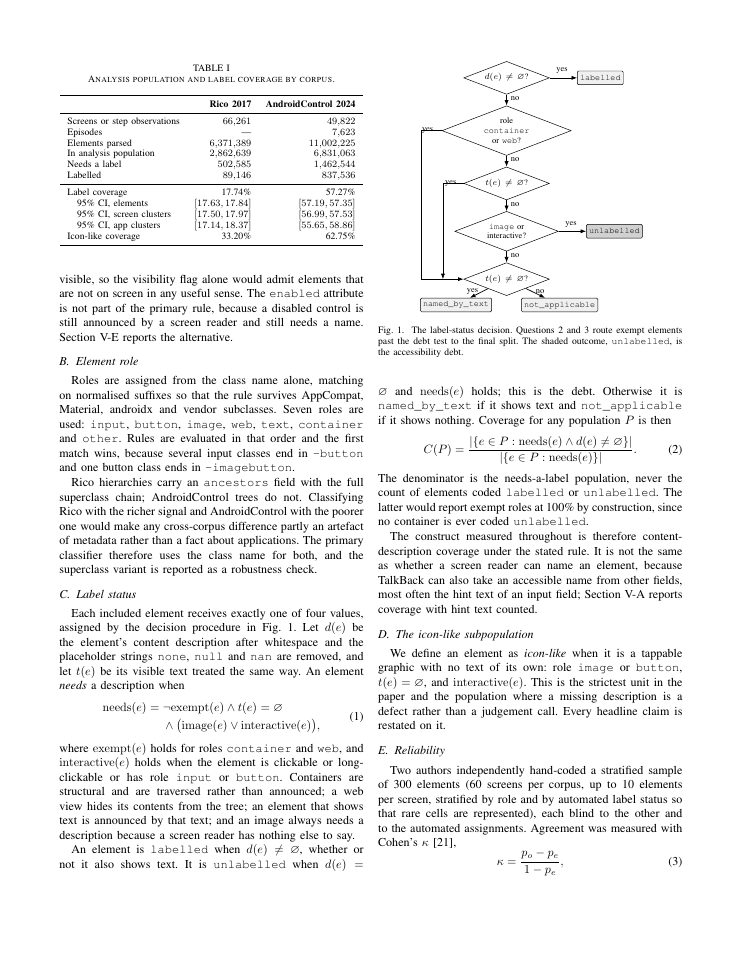 TABLE I
ANALYSIS POPULATION AND LABEL COVERAGE BY CORPUS.
Rico 2017 AndroidControl 2024
Screens or step observations 66,261 49,822
Episodes — 7,623
Elements parsed 6,371,389 11,002,225
In analysis population 2,862,639 6,831,063
Needs a label 502,585 1,462,544
Labelled 89,146 837,536
Label coverage 17.74% 57.27%
95% CI, elements [17.63, 17.84] [57.19, 57.35]
95% CI, screen clusters [17.50, 17.97] [56.99, 57.53]
95% CI, app clusters [17.14, 18.37] [55.65, 58.86]
Icon-like coverage 33.20% 62.75%
visible, so the visibility flag alone would admit elements that
are not on screen in any useful sense. The enabled attribute
is not part of the primary rule, because a disabled control is
still announced by a screen reader and still needs a name.
Section V-E reports the alternative.
B. Element role
Roles are assigned from the class name alone, matching
on normalised suffixes so that the rule survives AppCompat,
Material, androidx and vendor subclasses. Seven roles are
used: input, button, image, web, text, container
and other. Rules are evaluated in that order and the first
match wins, because several input classes end in -button
and one button class ends in -imagebutton.
Rico hierarchies carry an ancestors field with the full
superclass chain; AndroidControl trees do not. Classifying
Rico with the richer signal and AndroidControl with the poorer
one would make any cross-corpus difference partly an artefact
of metadata rather than a fact about applications. The primary
classifier therefore uses the class name for both, and the
superclass variant is reported as a robustness check.
C. Label status
Each included element receives exactly one of four values,
assigned by the decision procedure in Fig. 1. Let d(e) be
the element's content description after whitespace and the
placeholder strings none, null and nan are removed, and
let t(e) be its visible text treated the same way. An element
needs a description when
needs(e) = ¬exempt(e) ∧ t(e) = ∅
∧ (image(e) ∨ interactive(e)), (1)
where exempt(e) holds for roles container and web, and
interactive(e) holds when the element is clickable or long-
clickable or has role input or button. Containers are
structural and are traversed rather than announced; a web
view hides its contents from the tree; an element that shows
text is announced by that text; and an image always needs a
description because a screen reader has nothing else to say.
An element is labelled when d(e) ≠ ∅, whether or
not it also shows text. It is unlabelled when d(e) =
d(e) ≠ ∅?
yes
labelled
no
role
container
or web?
yes
no
t(e) ≠ ∅?
yes
no
image or
interactive?
yes
unlabelled
no
t(e) ≠ ∅?
yes
no
named_by_text
not_applicable
Fig. 1. The label-status decision. Questions 2 and 3 route exempt elements
past the debt test to the final split. The shaded outcome, unlabelled, is
the accessibility debt.
∅ and needs(e) holds; this is the debt. Otherwise it is
named_by_text if it shows text and not_applicable
if it shows nothing. Coverage for any population P is then
C(P) = |{e ∈ P : needs(e) ∧ d(e) ≠ ∅}| / |{e ∈ P : needs(e)}|. (2)
The denominator is the needs-a-label population, never the
count of elements coded labelled or unlabelled. The
latter would report exempt roles at 100% by construction, since
no container is ever coded unlabelled.
The construct measured throughout is therefore content-
description coverage under the stated rule. It is not the same
as whether a screen reader can name an element, because
TalkBack can also take an accessible name from other fields,
most often the hint text of an input field; Section V-A reports
coverage with hint text counted.
D. The icon-like subpopulation
We define an element as icon-like when it is a tappable
graphic with no text of its own: role image or button,
t(e) = ∅, and interactive(e). This is the strictest unit in the
paper and the population where a missing description is a
defect rather than a judgement call. Every headline claim is
restated on it.
E. Reliability
Two authors independently hand-coded a stratified sample
of 300 elements (60 screens per corpus, up to 10 elements
per screen, stratified by role and by automated label status so
that rare cells are represented), each blind to the other and
to the automated assignments. Agreement was measured with
Cohen's κ [21],
κ = (pₒ − pₑ) / (1 − pₑ), (3)